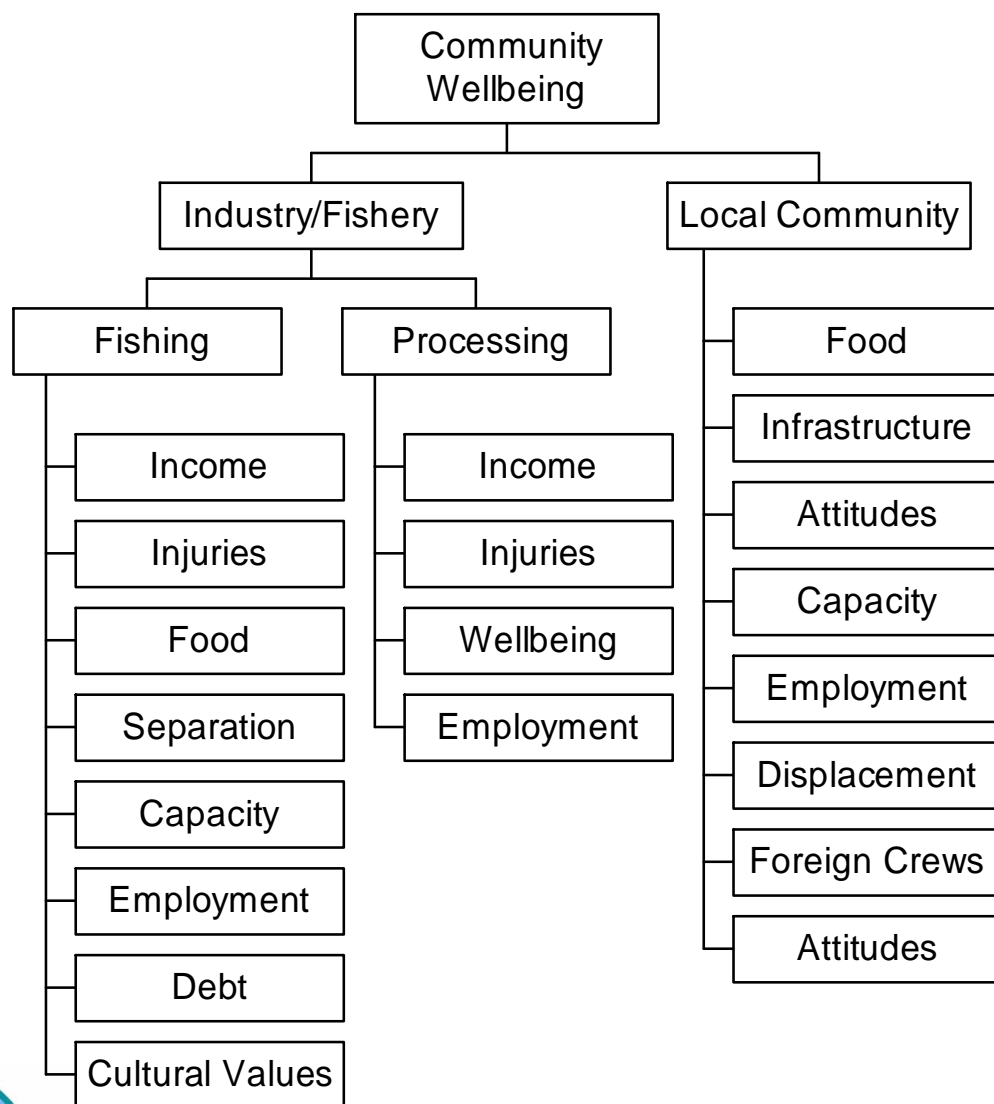 Community
Wellbeing
Industry/Fishery
Local Community
Fishing
Processing
Income
Injuries
Food
Separation
Capacity
Employment
Debt
Cultural Values
Income
Injuries
Wellbeing
Employment
Food
Infrastructure
Attitudes
Capacity
Employment
Displacement
Foreign Crews
Attitudes